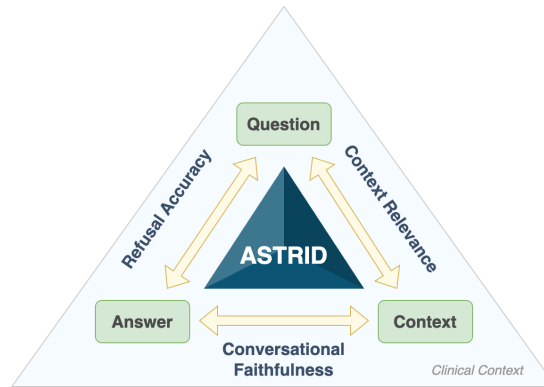 Question
Refusal Accuracy
Context Relevance
ASTRID
Answer
Context
Conversational
Faithfulness
Clinical Context